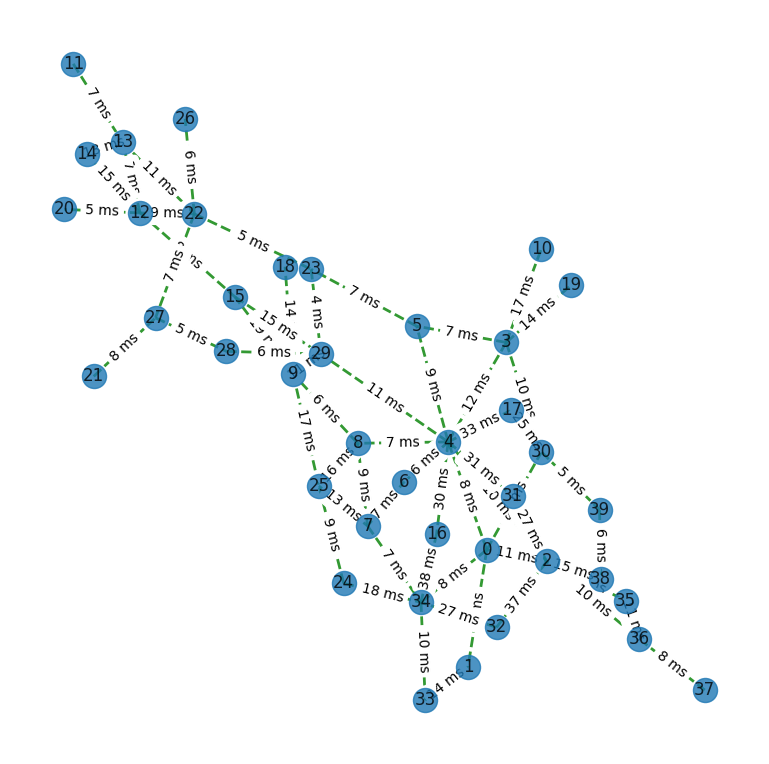 11
7 ms
26
13
14
15 ms
11 ms
6 ms
20
5 ms
12
9 ms
22
5 ms
10
18
23
19
7 ms
7 ms
17 ms
15
14
4 ms
14 ms
27
15 ms
5
7 ms
3
8 ms
5 ms
28
6 ms
29
9 ms
21
9
11 ms
12 ms
10 ms
6 ms
17
17 ms
8
7 ms
4
33 ms
30
25
16 ms
6 ms
31 ms
5 ms
13 ms
9 ms
6
30 ms
31
39
7 ms
7
8 ms
27 ms
9 ms
16
6 ms
24
7 ms
38 ms
8 ms
0
11 ms
2
15 ms
38
18 ms
34
27 ms
37 ms
10 ms
35
10 ms
32
36
1
8 ms
4 ms
33
37